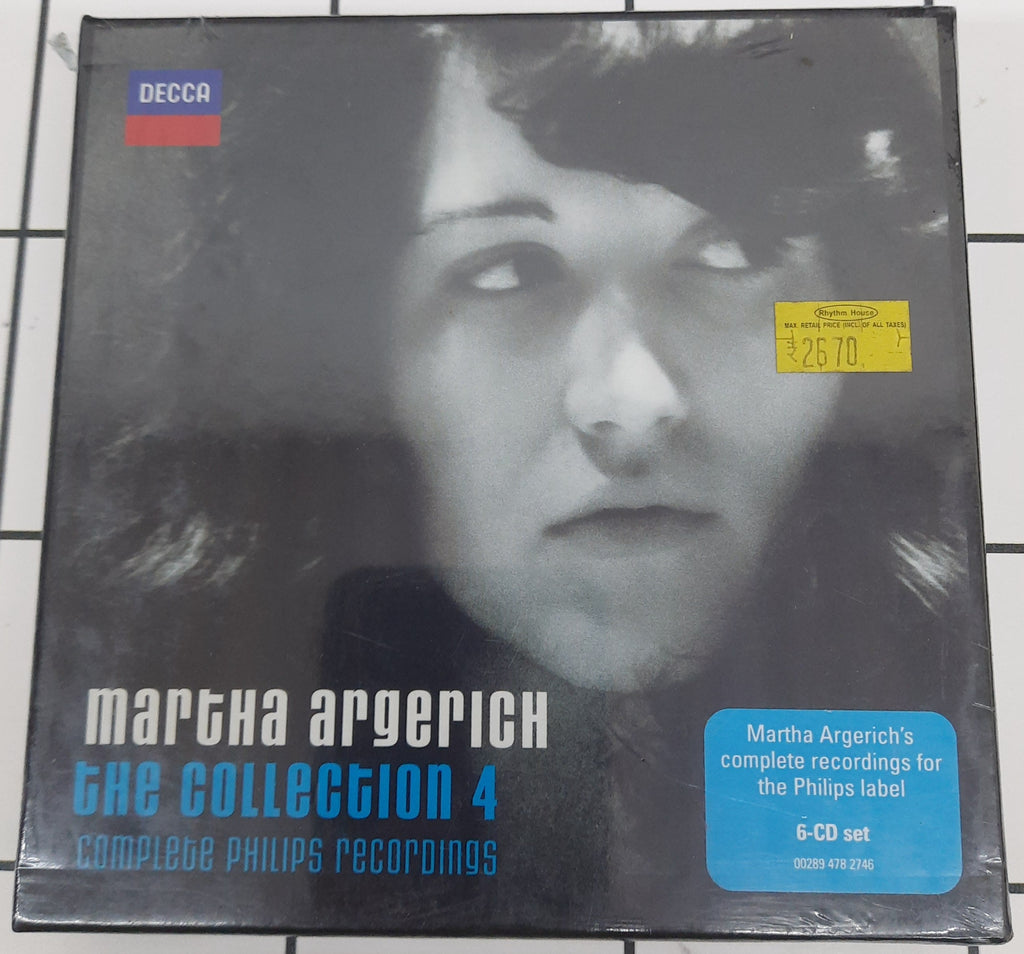 DECCA
Rhythm House
MAX. RETAIL PRICE (INCL. OF ALL TAXES)
₹2670.
martha argerich
the collection 4
complete philips recordings
Martha Argerich's
complete recordings for
the Philips label
6-CD set
00289 478 2746